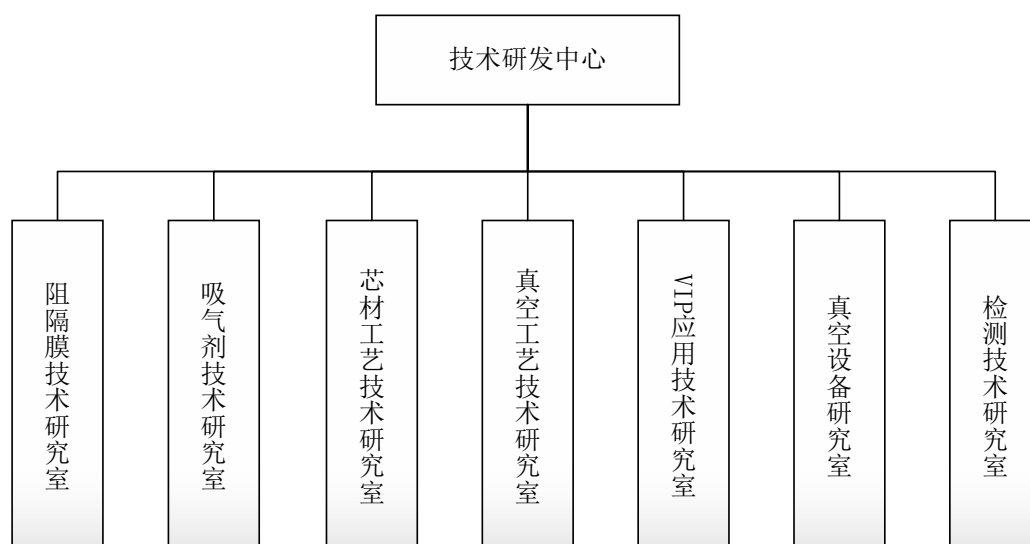 技术研发中心
阻隔膜技术研究室
吸气剂技术研究室
芯材工艺技术研究室
真空工艺技术研究室
VIP应用技术研究室
真空设备研究室
检测技术研究室